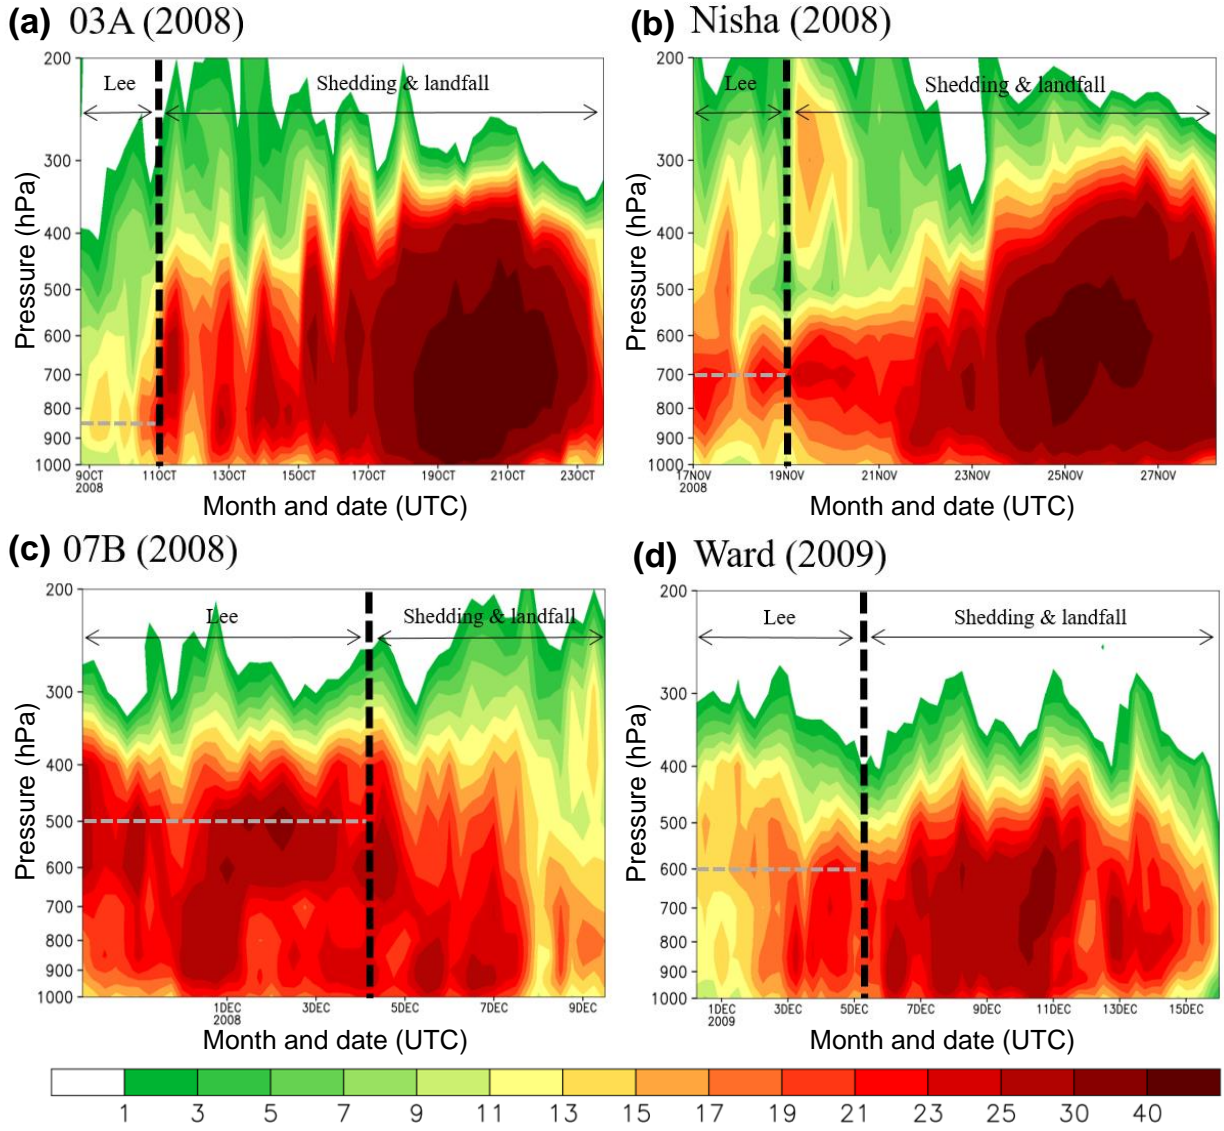 (a) 03A (2008)
200
300
400
500
600
700
800
900
1000
Pressure (hPa)
Lee
Shedding & landfall
9OCT
2008
11OCT
13OCT
15OCT
17OCT
19OCT
21OCT
23OCT
Month and date (UTC)
(b) Nisha (2008)
200
300
400
500
600
700
800
900
1000
Pressure (hPa)
Lee
Shedding & landfall
17NOV
2008
19NOV
21NOV
23NOV
25NOV
27NOV
Month and date (UTC)
(c) 07B (2008)
200
300
400
500
600
700
800
900
1000
Pressure (hPa)
Lee
Shedding & landfall
1DEC
2008
3DEC
5DEC
7DEC
9DEC
Month and date (UTC)
(d) Ward (2009)
200
300
400
500
600
700
800
900
1000
Pressure (hPa)
Lee
Shedding & landfall
1DEC
2009
3DEC
5DEC
7DEC
9DEC
11DEC
13DEC
15DEC
Month and date (UTC)
1 3 5 7 9 11 13 15 17 19 21 23 25 30 40